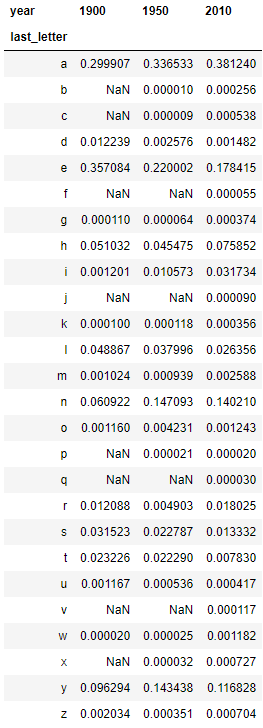 year 1900 1950 2010
last_letter
a 0.299907 0.336533 0.381240
b NaN 0.000010 0.000256
c NaN 0.000009 0.000538
d 0.012239 0.002576 0.001482
e 0.357084 0.220002 0.178415
f NaN NaN 0.000055
g 0.000110 0.000064 0.000374
h 0.051032 0.045475 0.075852
i 0.001201 0.010573 0.031734
j NaN NaN 0.000090
k 0.000100 0.000118 0.000356
l 0.048867 0.037996 0.026356
m 0.001024 0.000939 0.002588
n 0.060922 0.147093 0.140210
o 0.001160 0.004231 0.001243
p NaN 0.000021 0.000020
q NaN NaN 0.000030
r 0.012088 0.004903 0.018025
s 0.031523 0.022787 0.013332
t 0.023226 0.022290 0.007830
u 0.001167 0.000536 0.000417
v NaN NaN 0.000117
w 0.000020 0.000025 0.001182
x NaN 0.000032 0.000727
y 0.096294 0.143438 0.116828
z 0.002034 0.000351 0.000704